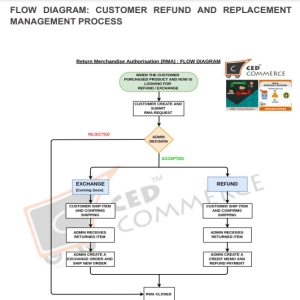 FLOW DIAGRAM: CUSTOMER REFUND AND REPLACEMENT
MANAGEMENT PROCESS
Return Merchandise Authorisation (RMA) : FLOW DIAGRAM
CED
COMMERCE
WHEN THE CUSTOMER
PURCHASED PRODUCT AND NOW IS
LOOKING FOR
REFUND / EXCHANGE
CUSTOMER CREATE AND
SUBMIT
RMA REQUEST
REJECTED
ADMIN
DECISION
ACCEPTED
EXCHANGE
(Coming Soon)
REFUND
CUSTOMER SHIP ITEM
AND CONFIRMS
SHIPPING
CUSTOMER SHIP ITEM
AND CONFIRMS
SHIPPING
ADMIN RECEIVES
RETURNED ITEM
ADMIN RECEIVES
RETURNED ITEM
ADMIN CREATE A
EXCHANGE ORDER AND
SHIP NEW ORDER
ADMIN CREATE A
CREDIT MEMO AND
REFUND PAYMENT
RMA CLOSED
CED
COMMERCE